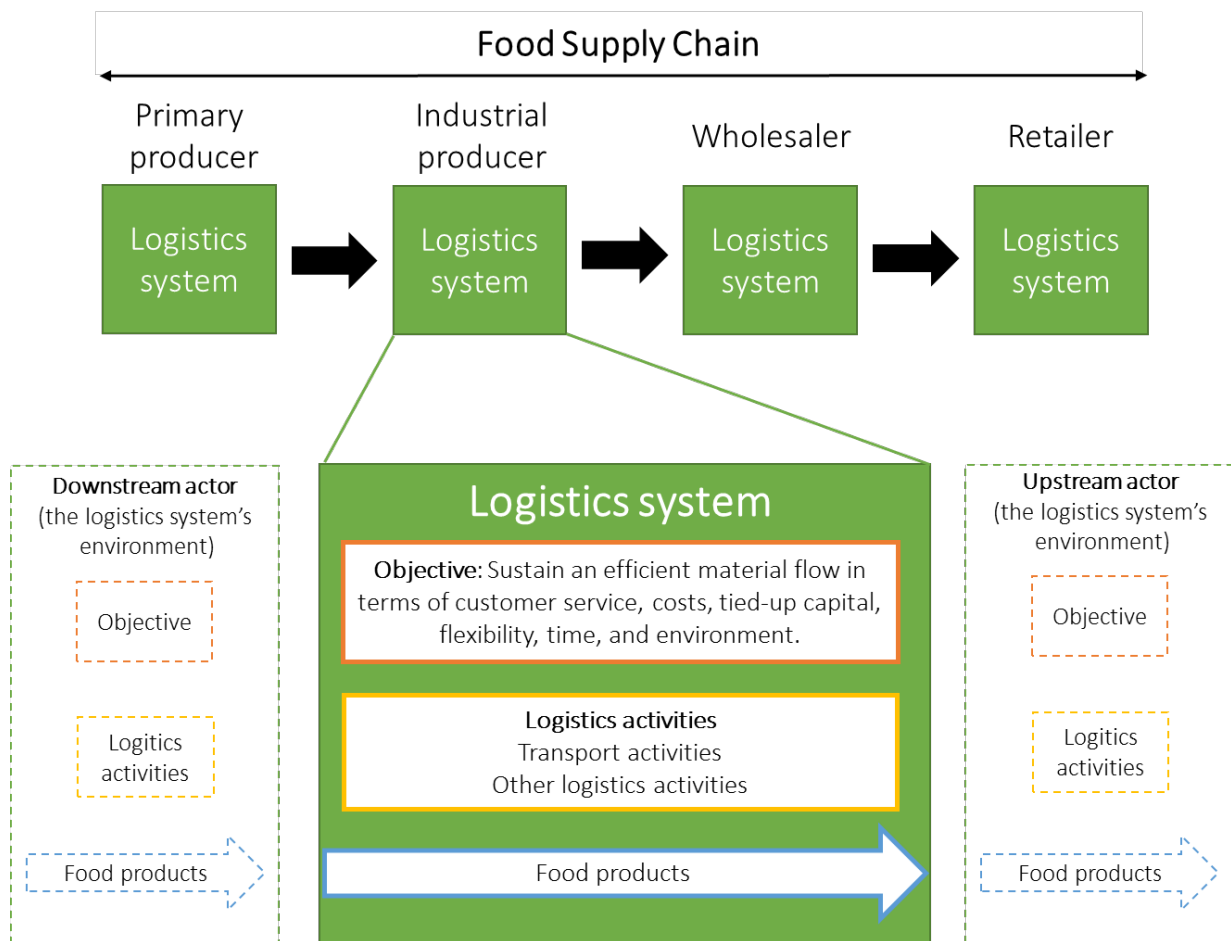 Food Supply Chain
Primary
producer
Industrial
producer
Wholesaler
Retailer
Logistics
system
Logistics
system
Logistics
system
Logistics
system
Downstream actor
(the logistics system's
environment)
Objective
Logitics
activities
Food products
Logistics system
Objective: Sustain an efficient material flow in
terms of customer service, costs, tied-up capital,
flexibility, time, and environment.
Logistics activities
Transport activities
Other logistics activities
Food products
Upstream actor
(the logistics system's
environment)
Objective
Logitics
activities
Food products